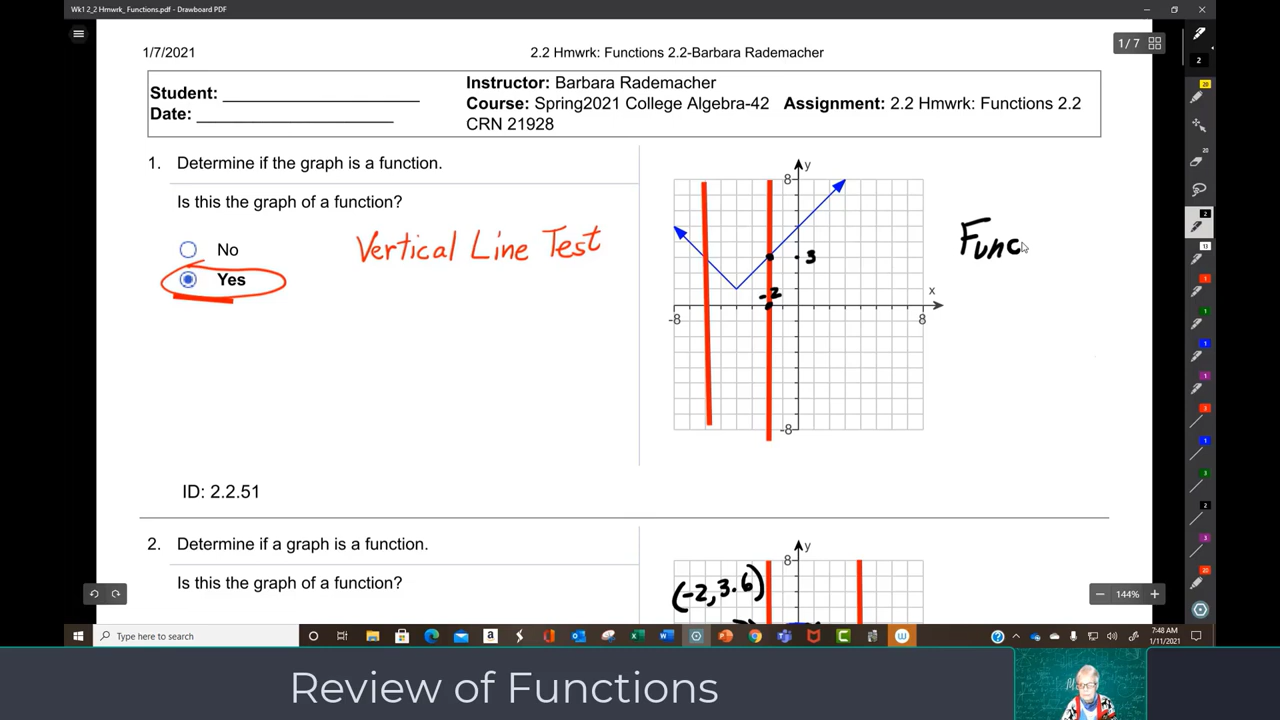 Wk1 2_2 Hmwrk_ Functions.pdf - Drawboard PDF
1/7/2021
2.2 Hmwrk: Functions 2.2-Barbara Rademacher
1/7
2
Student: ____________________
Date: ____________________
Instructor: Barbara Rademacher
Course: Spring2021 College Algebra-42
CRN 21928
Assignment: 2.2 Hmwrk: Functions 2.2
1. Determine if the graph is a function.
Is this the graph of a function?
No
Yes
Vertical Line Test
y
8
3
-2
x
-8
8
-8
Func
ID: 2.2.51
2. Determine if a graph is a function.
Is this the graph of a function?
y
8
(-2, 3.6)
144%
Type here to search
7:48 AM
1/11/2021
Review of Functions